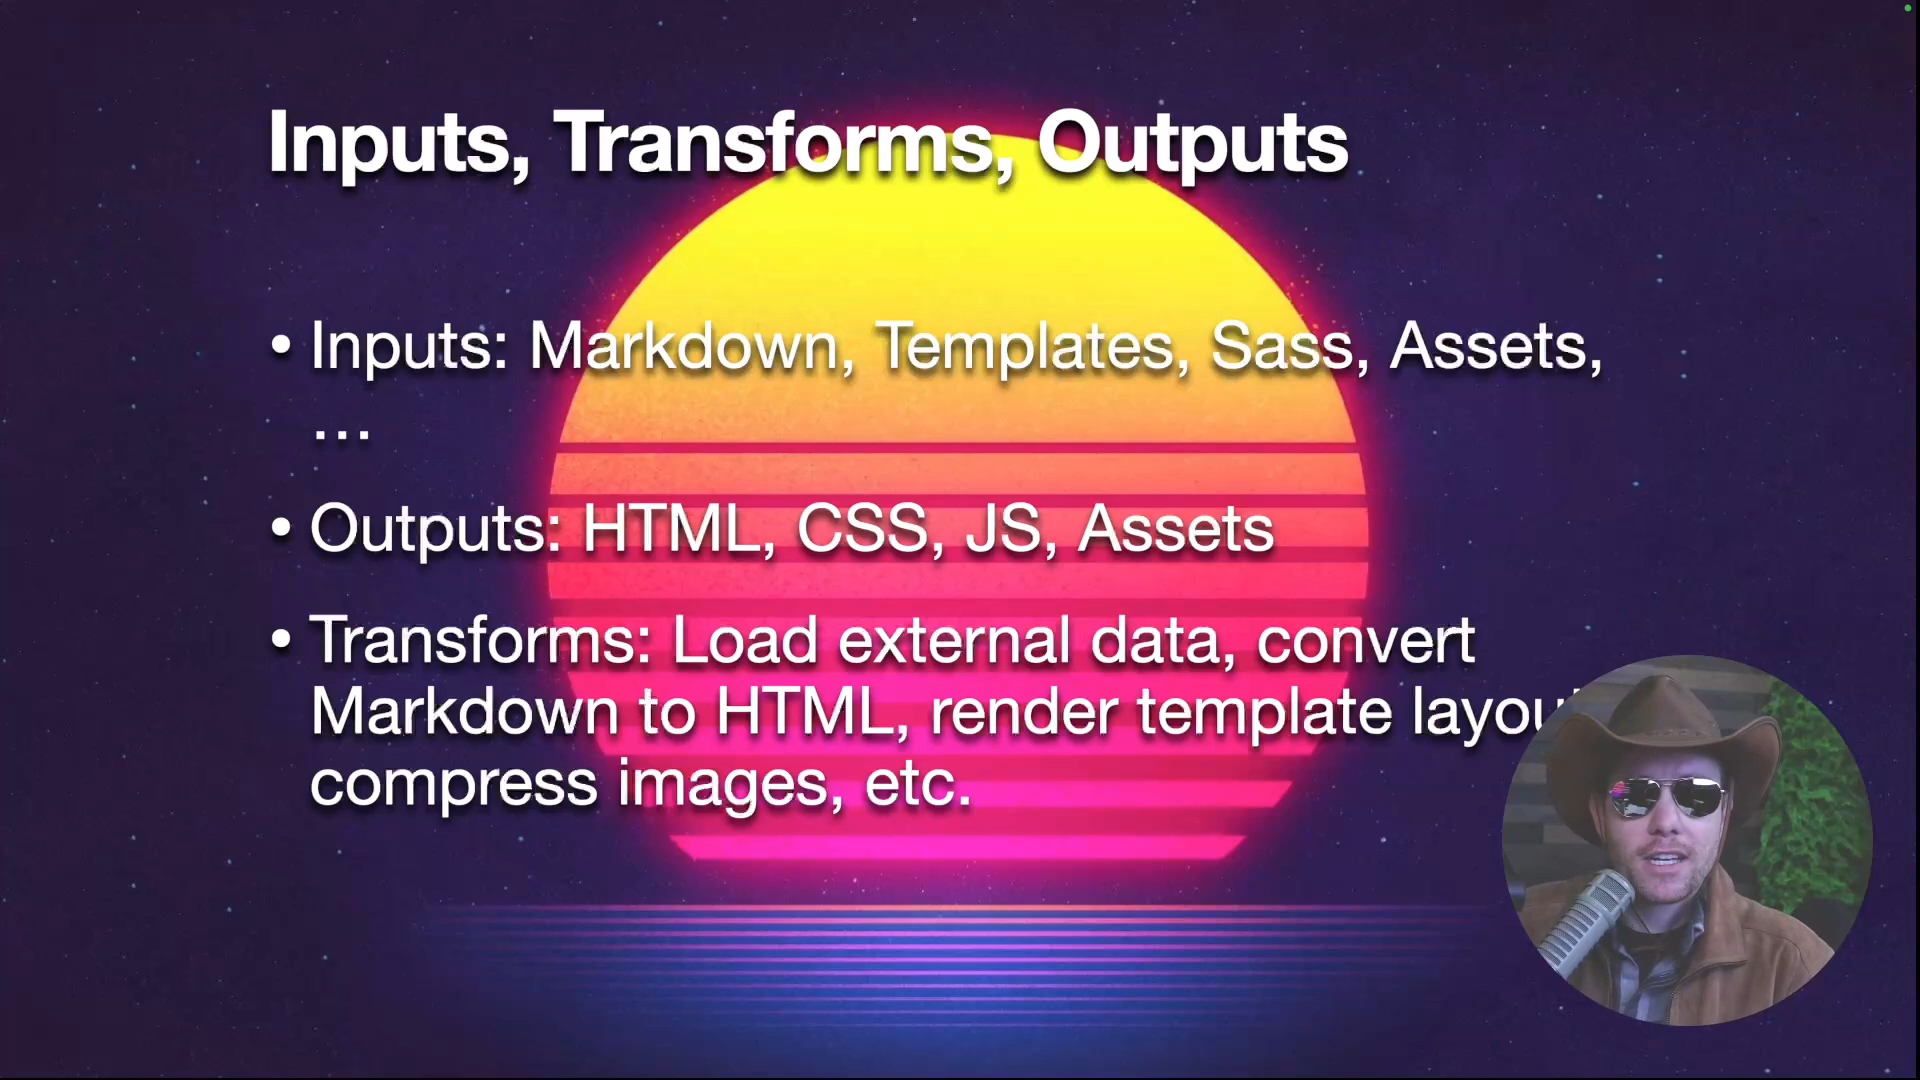 Inputs, Transforms, Outputs
• Inputs: Markdown, Templates, Sass, Assets,
…
• Outputs: HTML, CSS, JS, Assets
• Transforms: Load external data, convert
Markdown to HTML, render template
compress images, etc.